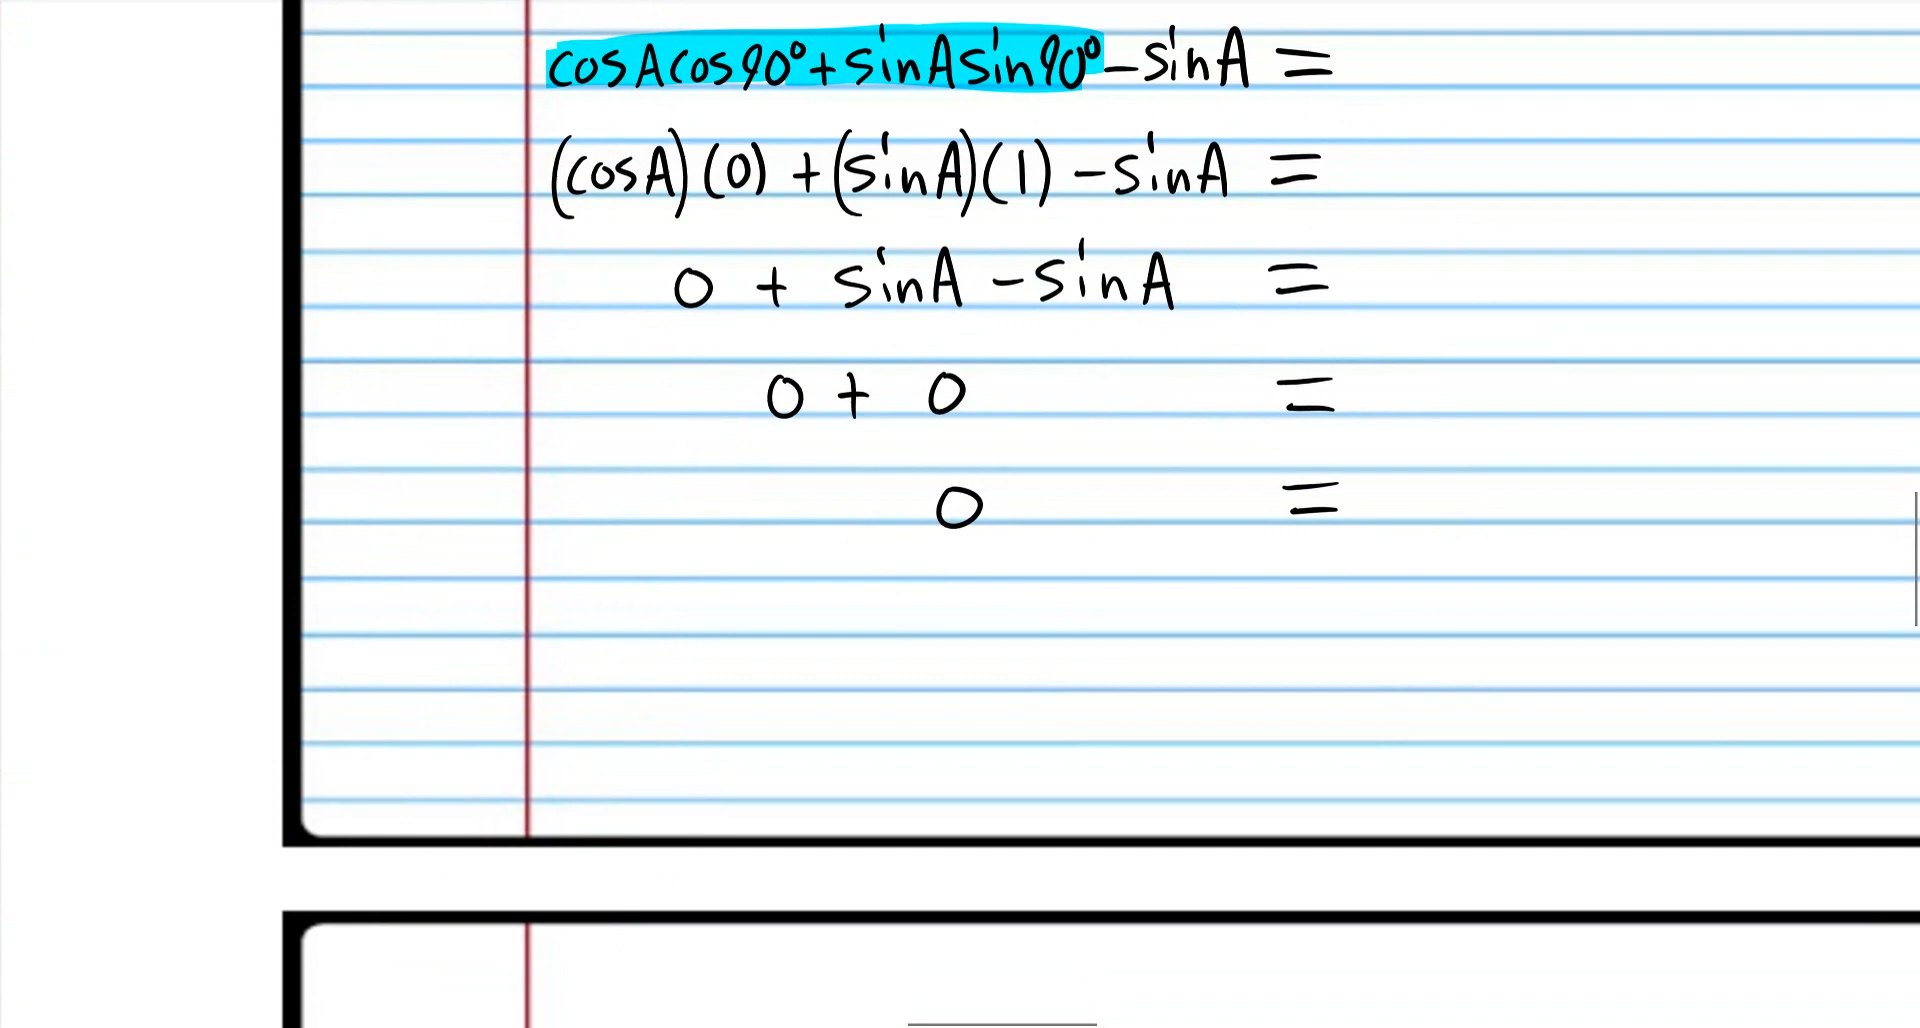 cosAcos90°+sinAsin90°-sinA =
(cosA)(0) +(sinA)(1) -sinA =
0 + sinA -sinA =
0 + 0 =
0 =